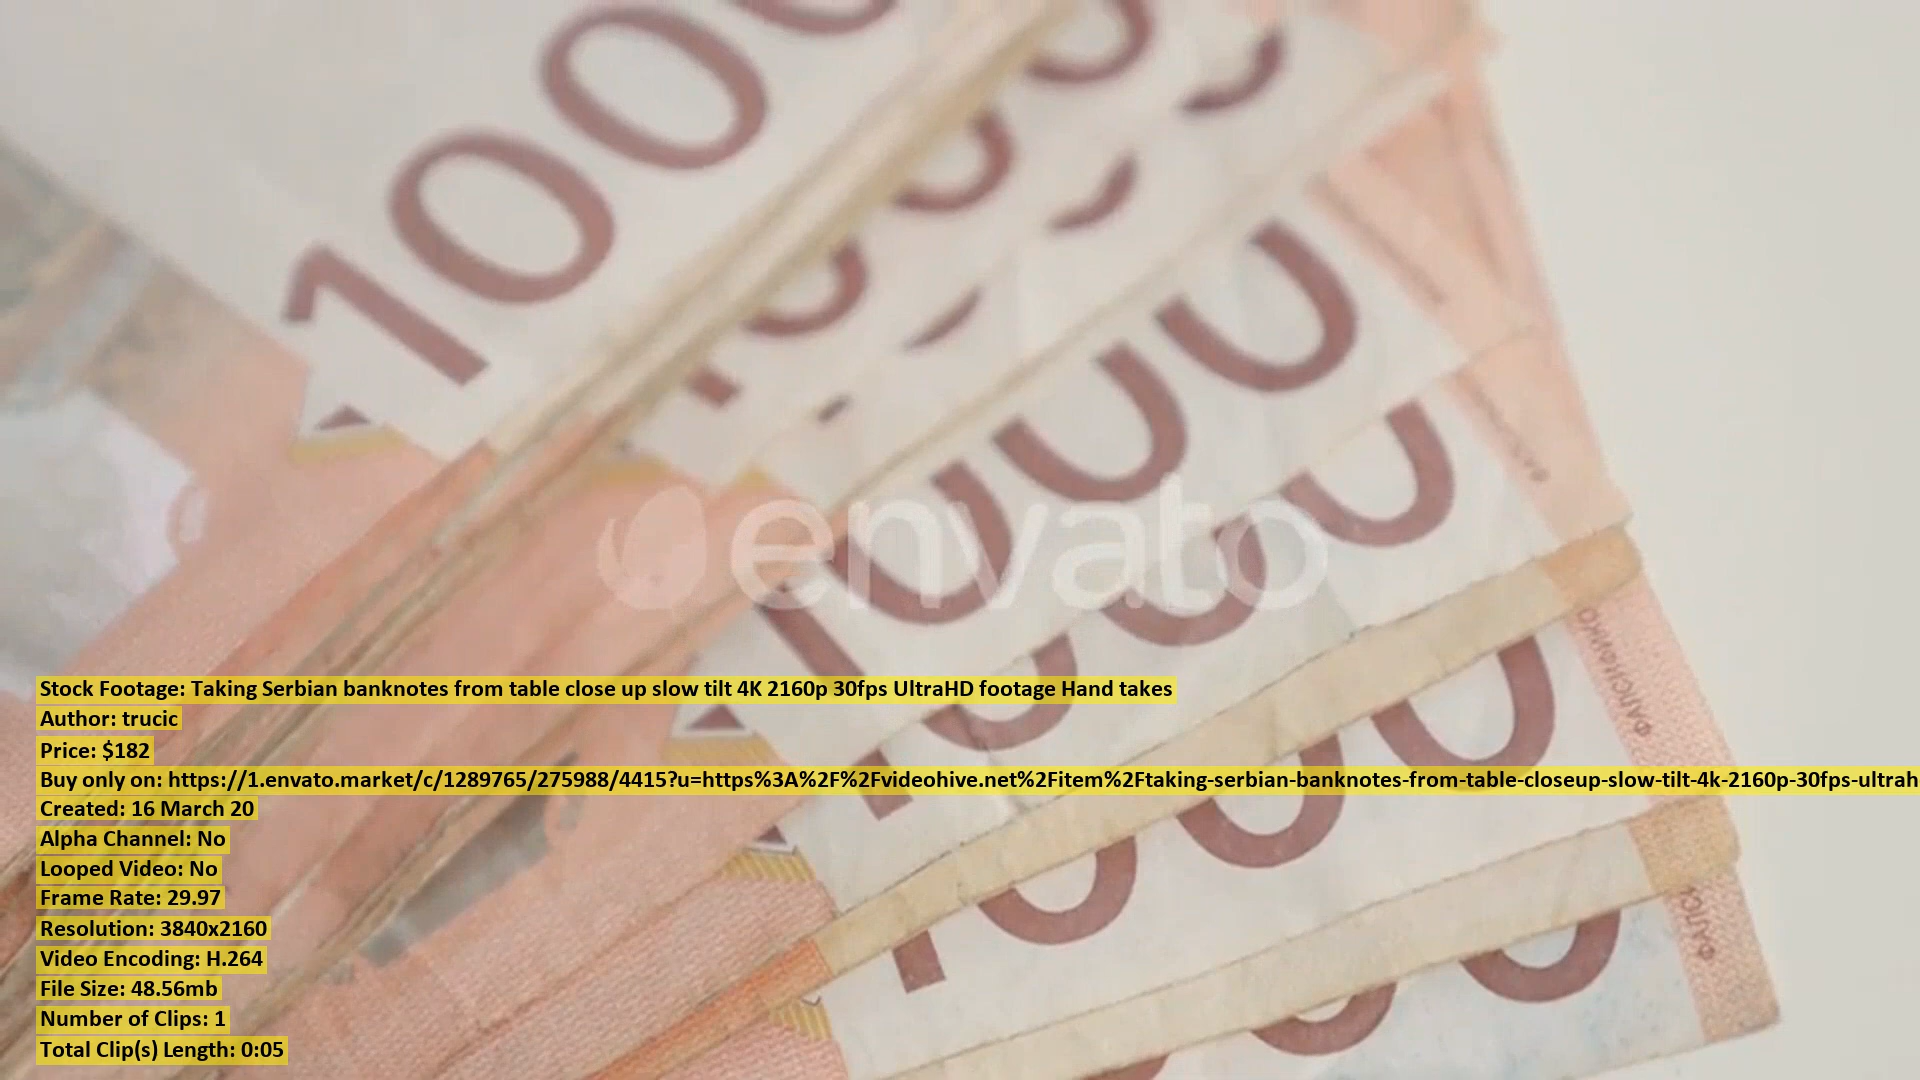 1000
envato
Stock Footage: Taking Serbian banknotes from table close up slow tilt 4K 2160p 30fps UltraHD footage Hand takes
Author: trucic
Price: $182
Buy only on: https://1.envato.market/c/1289765/275988/4415?u=https%3A%2F%2Fvideohive.net%2Fitem%2Ftaking-serbian-banknotes-from-table-closeup-slow-tilt-4k-2160p-30fps-ultrah
Created: 16 March 20
Alpha Channel: No
Looped Video: No
Frame Rate: 29.97
Resolution: 3840x2160
Video Encoding: H.264
File Size: 48.56mb
Number of Clips: 1
Total Clip(s) Length: 0:05